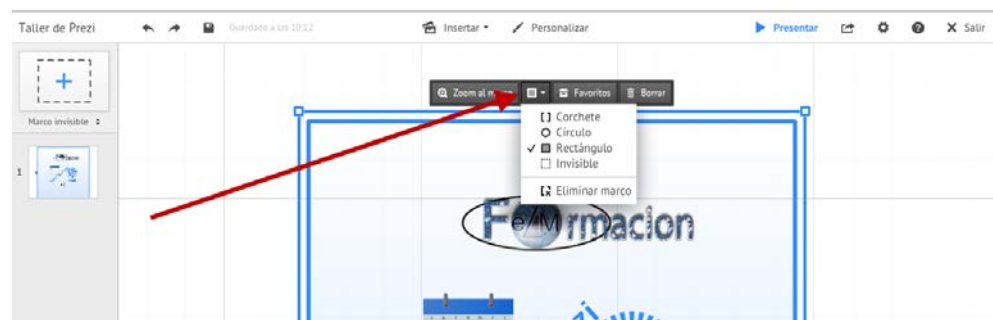 Taller de Prezi Guardado a las 10:12 Insertar Personalizar Presentar Salir
Zoom al marco Favoritos Borrar
Marco invisible
Corchete
Círculo
Rectángulo
Invisible
Eliminar marco
1
Fe/M rmacion